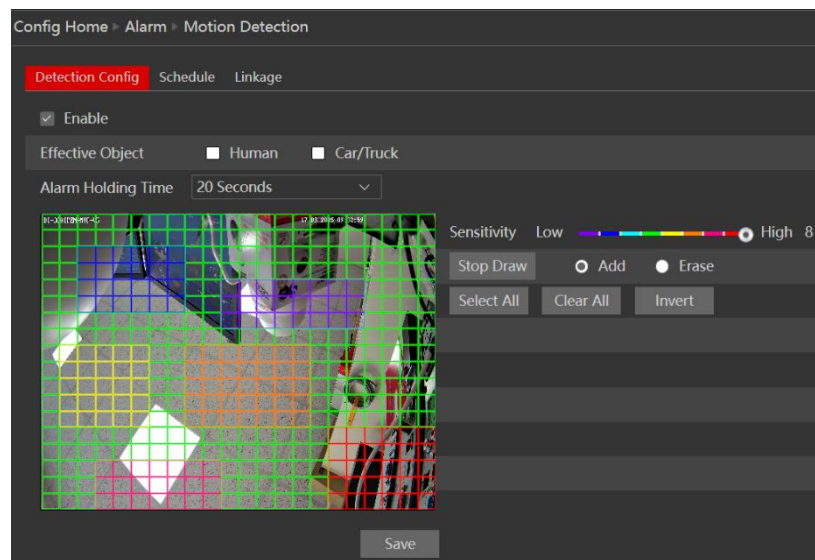 Config Home ▸ Alarm ▸ Motion Detection
Detection Config Schedule Linkage
Enable
Effective Object Human Car/Truck
Alarm Holding Time 20 Seconds
Sensitivity Low High 8
Stop Draw Add Erase
Select All Clear All Invert
Save